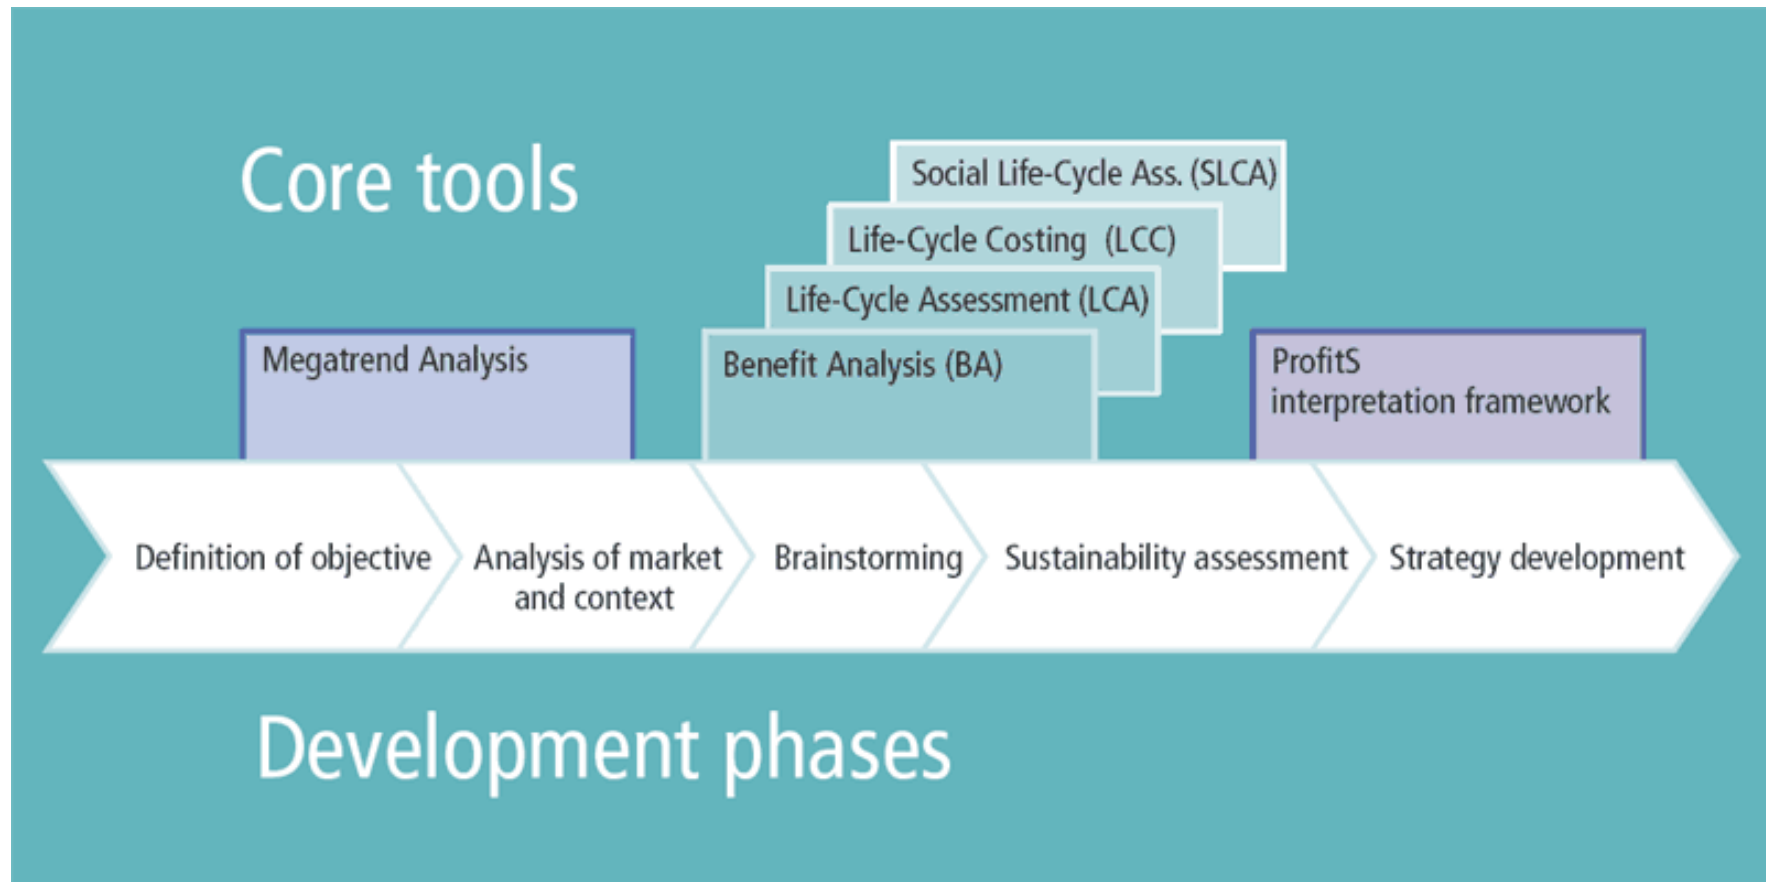 Core tools
Social Life-Cycle Ass. (SLCA)
Life-Cycle Costing (LCC)
Life-Cycle Assessment (LCA)
Megatrend Analysis
Benefit Analysis (BA)
ProfitS
interpretation framework
Definition of objective
Analysis of market
and context
Brainstorming
Sustainability assessment
Strategy development
Development phases